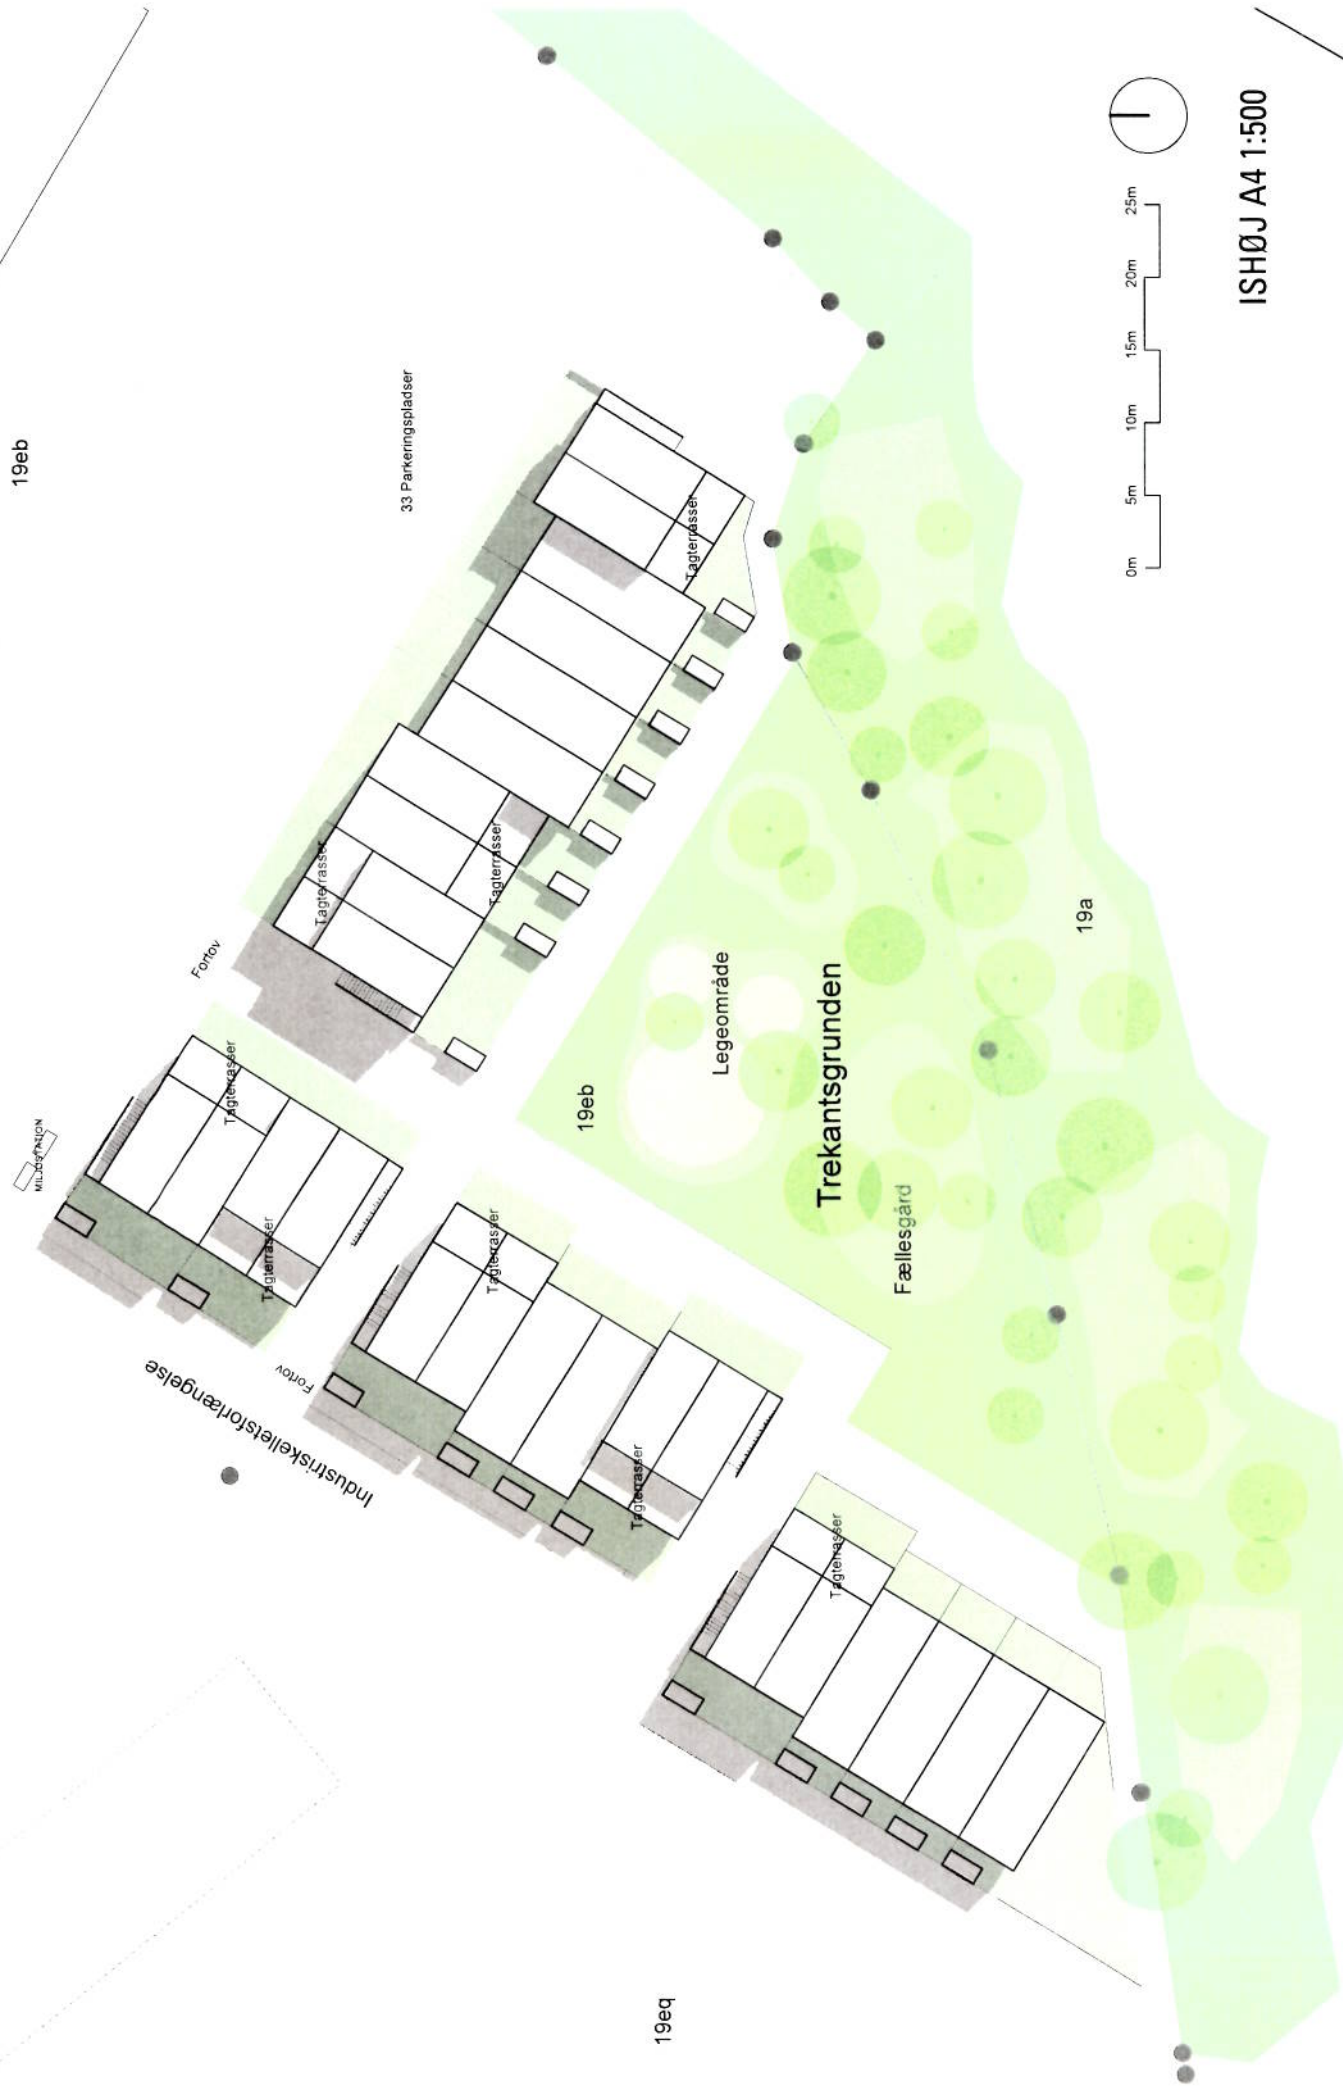 19eb
33 Parkeringspladser
Tagterrasser
Tagterrasser
Tagterrasser
Fortov
MILJØSTATION
Tagterrasser
Tagterrasser
Industriskelletsforlængelse
Fortov
Tagterrasser
Tagterrasser
Tagterrasser
19eb
Legeområde
Trekantsgrunden
Fællesgård
19a
19eq
0m 5m 10m 15m 20m 25m
ISHØJ A4 1:500